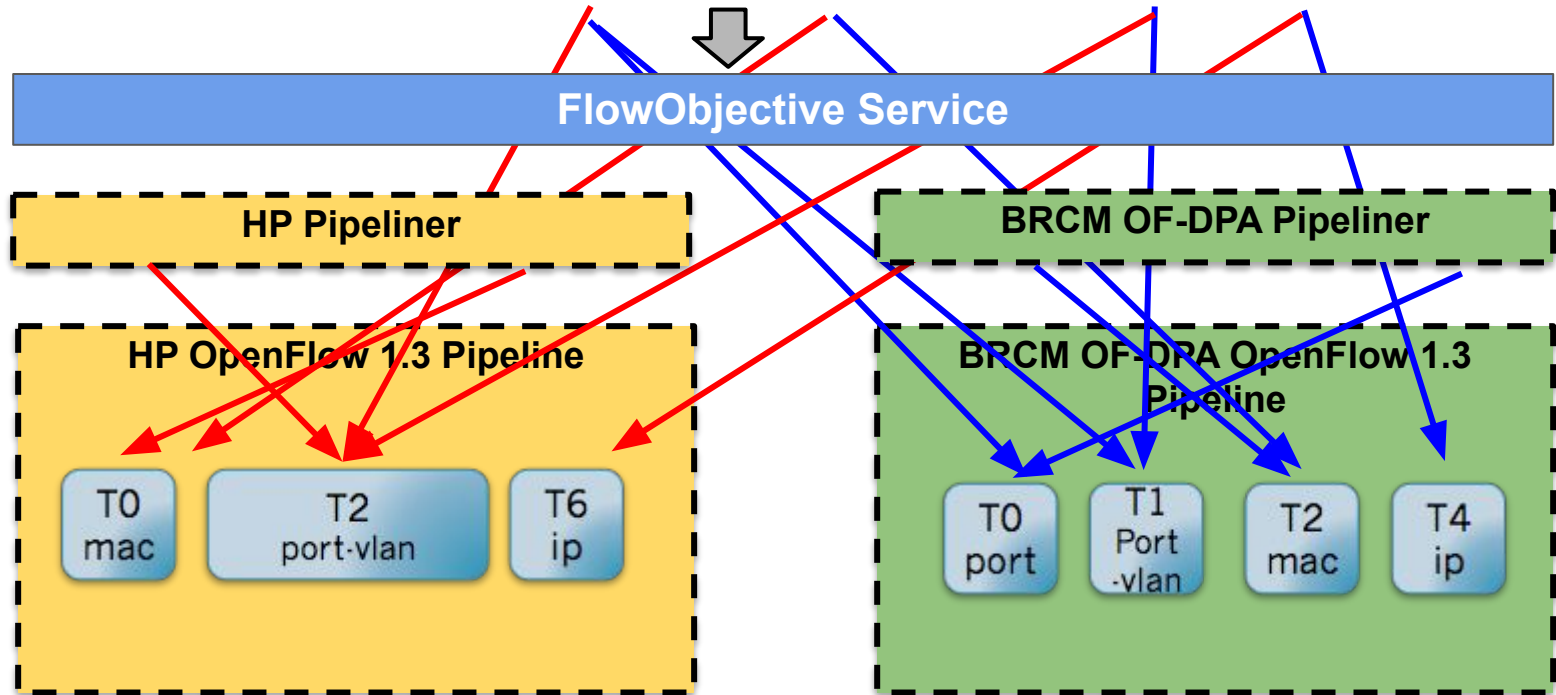 FlowObjective Service
HP Pipeliner
BRCM OF-DPA Pipeliner
HP OpenFlow 1.3 Pipeline
T0
mac
T2
port-vlan
T6
ip
BRCM OF-DPA OpenFlow 1.3
Pipeline
T0
port
T1
Port
-vlan
T2
mac
T4
ip